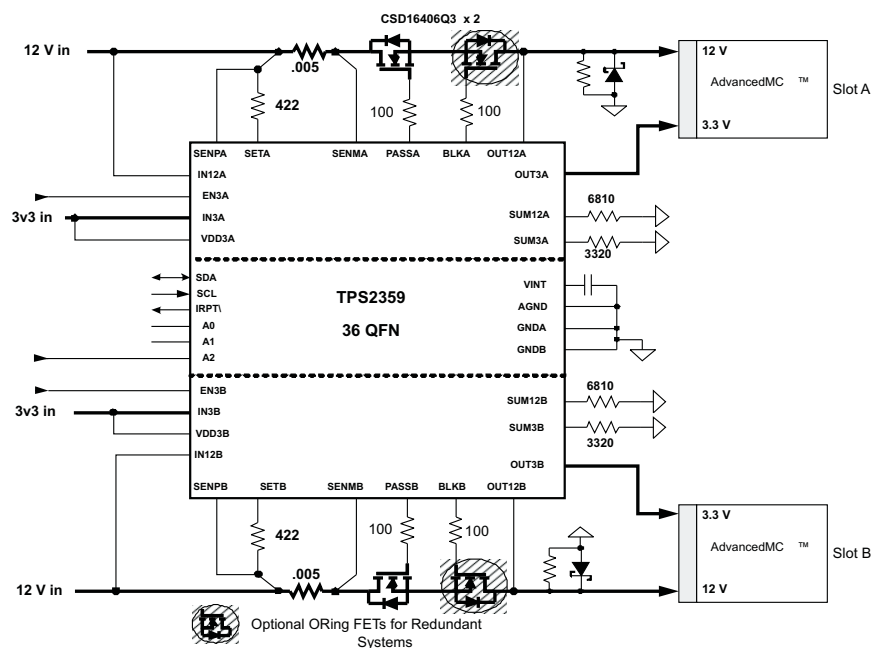 CSD16406Q3 x 2
12 V in
.005
422
100
100
12 V
AdvancedMC ™
3.3 V
Slot A
SENPA
SETA
SENMA
PASSA
BLKA
OUT12A
IN12A
OUT3A
EN3A
3v3 in
IN3A
VDD3A
SUM12A
6810
SUM3A
3320
SDA
SCL
IRPT\
A0
A1
A2
TPS2359
36 QFN
VINT
AGND
GNDA
GNDB
EN3B
3v3 in
IN3B
VDD3B
IN12B
SUM12B
6810
SUM3B
3320
OUT3B
SENPB
SETB
SENMB
PASSB
BLKB
OUT12B
422
100
100
3.3 V
AdvancedMC ™
12 V
Slot B
.005
12 V in
Optional ORing FETs for Redundant
Systems